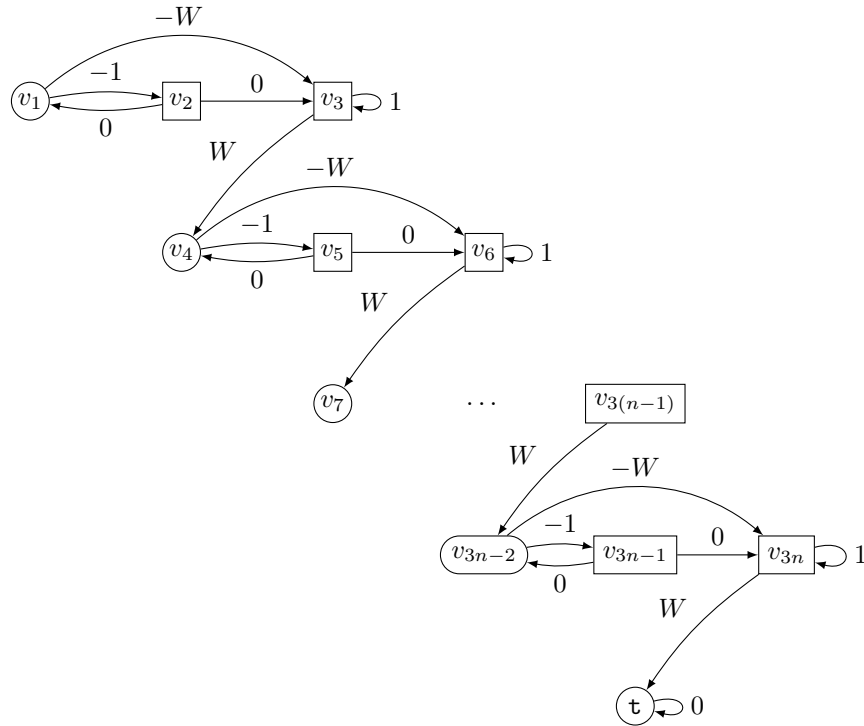 −W
−1
0
v₁ v₂ v₃ 1
0
W
−W
−1
0
v₄ v₅ v₆ 1
0
W
v₇ ... v₃₍ₙ₋₁₎
W
−W
−1
0
v₃ₙ₋₂ v₃ₙ₋₁ v₃ₙ 1
0
W
t 0